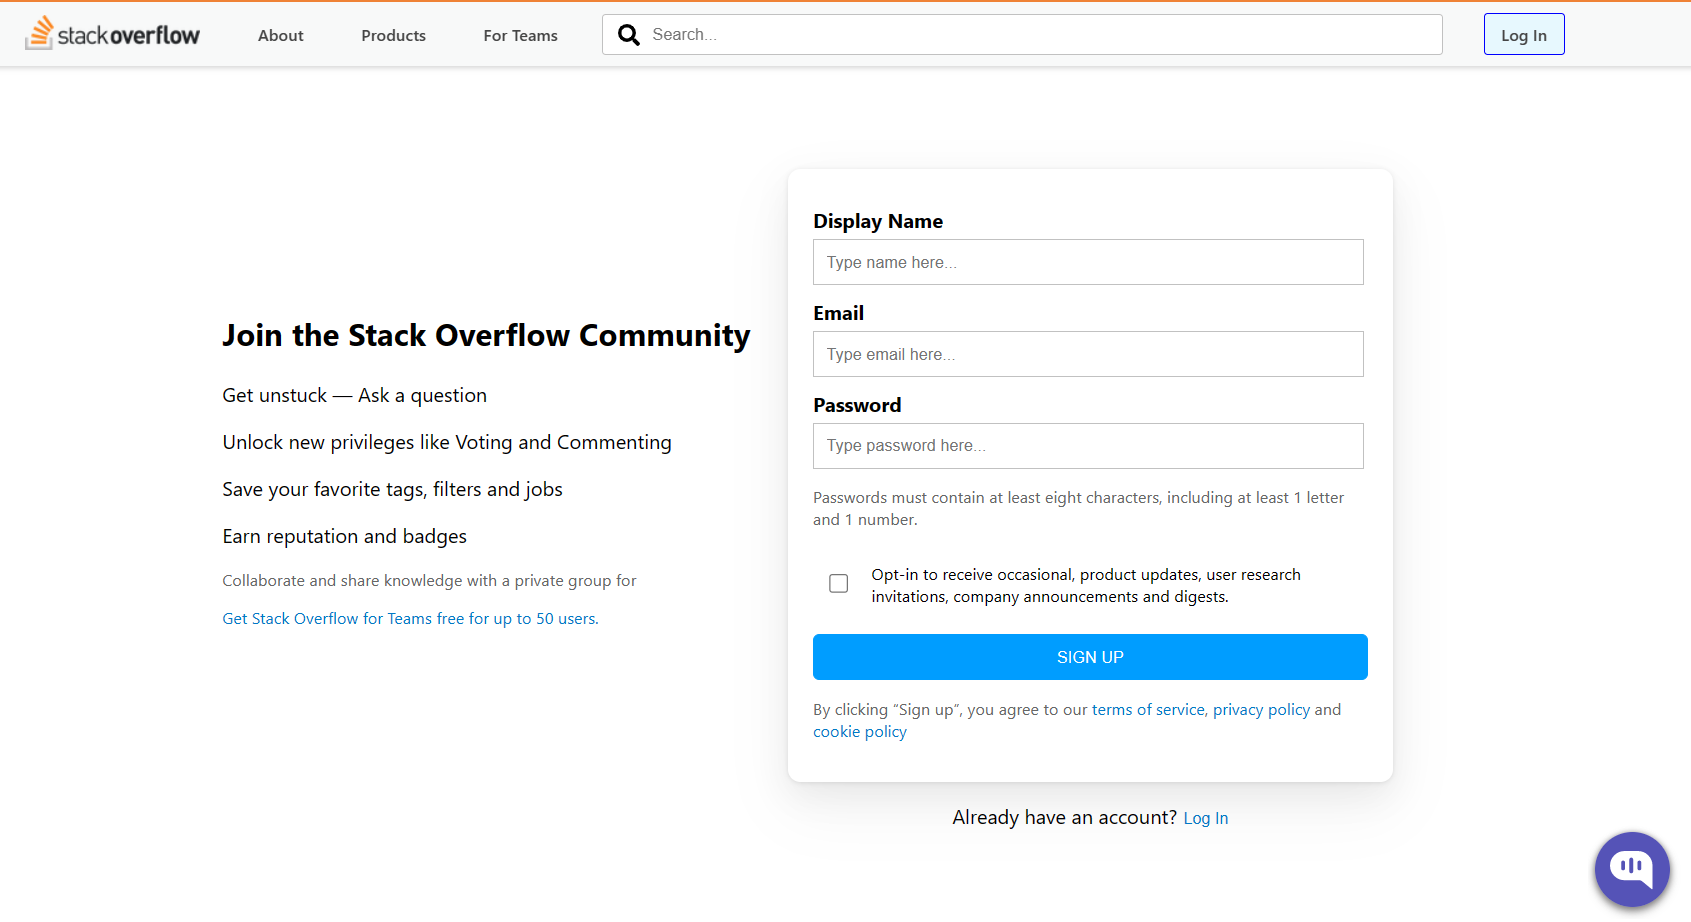 stackoverflow About Products For Teams Search... Log In
Join the Stack Overflow Community
Get unstuck — Ask a question
Unlock new privileges like Voting and Commenting
Save your favorite tags, filters and jobs
Earn reputation and badges
Collaborate and share knowledge with a private group for
Get Stack Overflow for Teams free for up to 50 users.
Display Name
Type name here...
Email
Type email here...
Password
Type password here...
Passwords must contain at least eight characters, including at least 1 letter
and 1 number.
Opt-in to receive occasional, product updates, user research
invitations, company announcements and digests.
SIGN UP
By clicking “Sign up”, you agree to our terms of service, privacy policy and
cookie policy
Already have an account? Log In